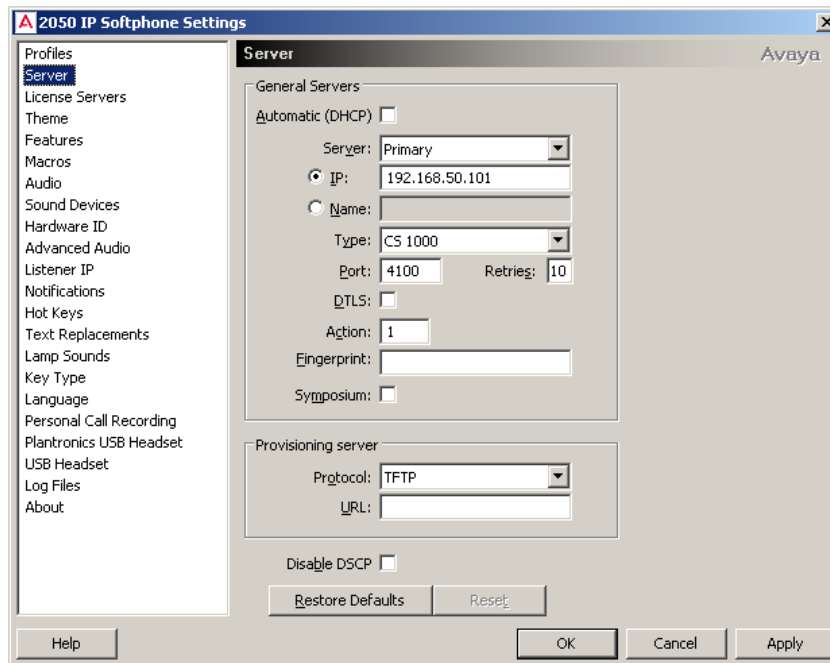 2050 IP Softphone Settings
Profiles
Server
License Servers
Theme
Features
Macros
Audio
Sound Devices
Hardware ID
Advanced Audio
Listener IP
Notifications
Hot Keys
Text Replacements
Lamp Sounds
Key Type
Language
Personal Call Recording
Plantronics USB Headset
USB Headset
Log Files
About
Server
Avaya
General Servers
Automatic (DHCP)
Server: Primary
IP: 192.168.50.101
Name:
Type: CS 1000
Port: 4100 Retries: 10
DTLS:
Action: 1
Fingerprint:
Symposium:
Provisioning server
Protocol: TFTP
URL:
Disable DSCP
Restore Defaults Reset
Help OK Cancel Apply